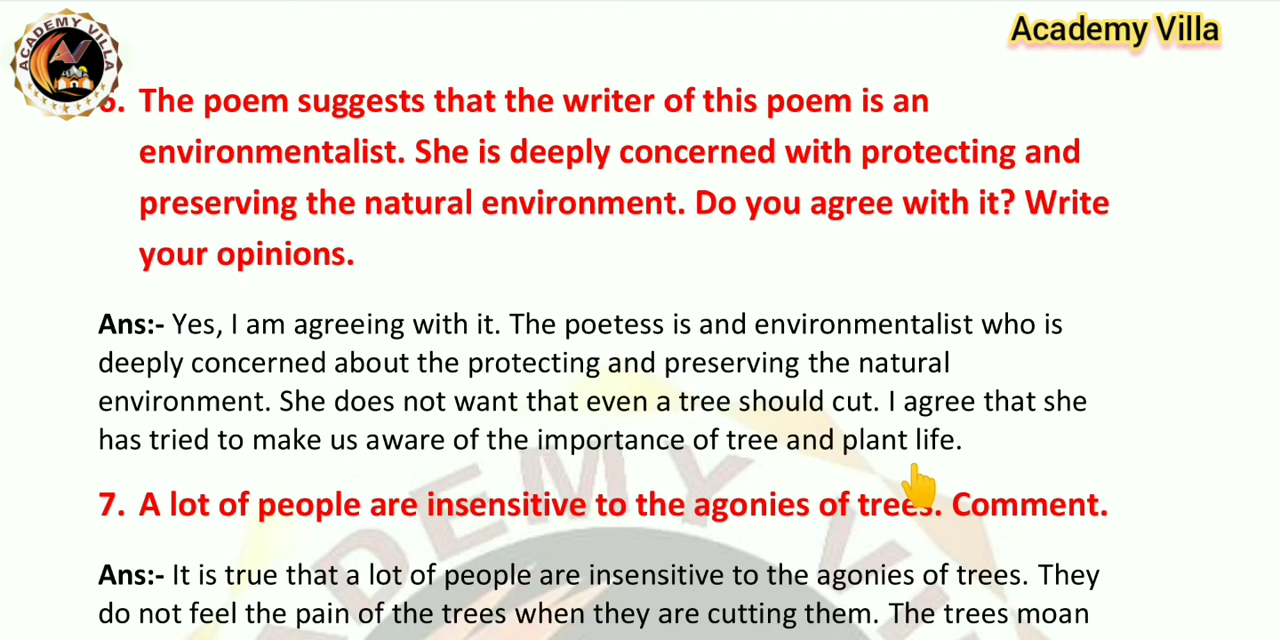 ACADEMY VILLA
AV
Academy Villa
6. The poem suggests that the writer of this poem is an
environmentalist. She is deeply concerned with protecting and
preserving the natural environment. Do you agree with it? Write
your opinions.
Ans:- Yes, I am agreeing with it. The poetess is and environmentalist who is
deeply concerned about the protecting and preserving the natural
environment. She does not want that even a tree should cut. I agree that she
has tried to make us aware of the importance of tree and plant life.
7. A lot of people are insensitive to the agonies of trees. Comment.
Ans:- It is true that a lot of people are insensitive to the agonies of trees. They
do not feel the pain of the trees when they are cutting them. The trees moan
ADEMY VI